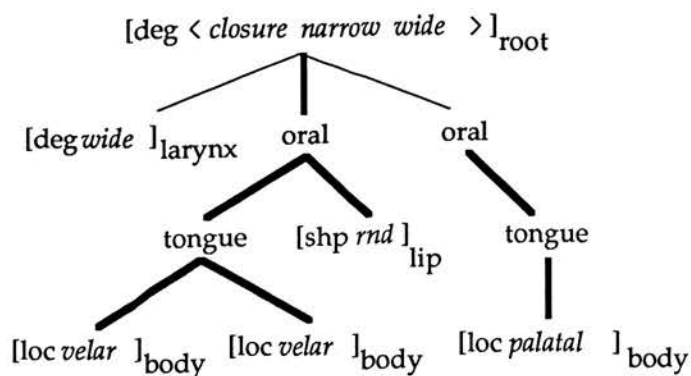 [deg < closure narrow wide >]root
[deg wide ]larynx oral oral
tongue [shp rnd ]lip tongue
[loc velar ]body [loc velar ]body [loc palatal ]body